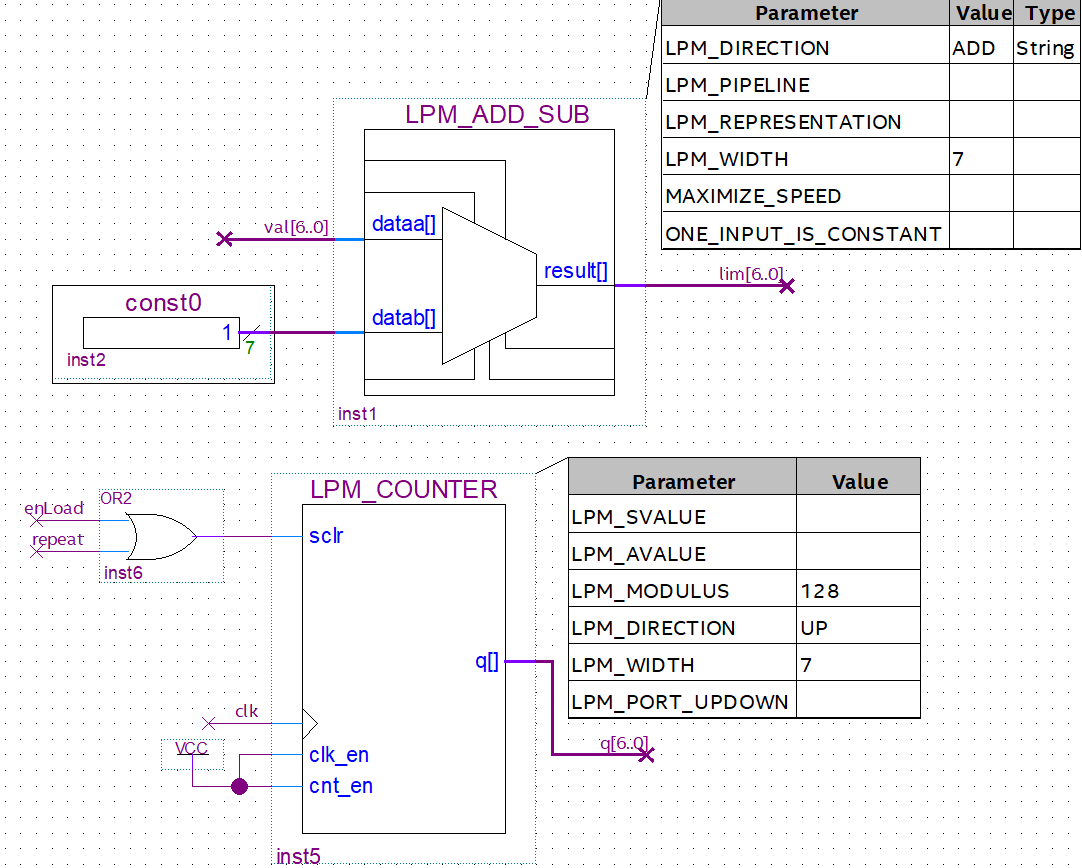 Parameter Value Type
LPM_DIRECTION ADD String
LPM_PIPELINE
LPM_REPRESENTATION
LPM_WIDTH 7
MAXIMIZE_SPEED
ONE_INPUT_IS_CONSTANT
LPM_ADD_SUB
val[6..0]
dataa[]
result[]
lim[6..0]
const0
datab[]
1
7
inst2
inst1
LPM_COUNTER
enLoad
OR2
repeat
inst6
sclr
q[]
clk
VCC
clk_en
cnt_en
inst5
Parameter Value
LPM_SVALUE
LPM_AVALUE
LPM_MODULUS 128
LPM_DIRECTION UP
LPM_WIDTH 7
LPM_PORT_UPDOWN
q[6..0]